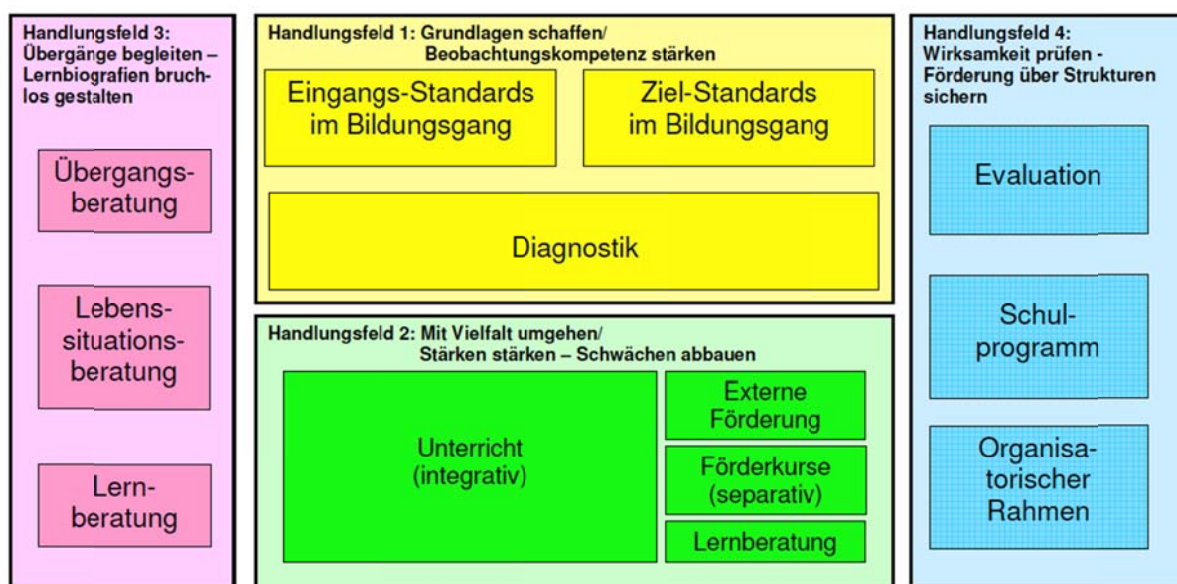 Handlungsfeld 3:
Übergänge begleiten –
Lernbiografien bruch-
los gestalten
Übergangs-
beratung
Lebens-
situations-
beratung
Lern-
beratung
Handlungsfeld 1: Grundlagen schaffen/
Beobachtungskompetenz stärken
Eingangs-Standards
im Bildungsgang
Ziel-Standards
im Bildungsgang
Diagnostik
Handlungsfeld 2: Mit Vielfalt umgehen/
Stärken stärken – Schwächen abbauen
Unterricht
(integrativ)
Externe
Förderung
Förderkurse
(separativ)
Lernberatung
Handlungsfeld 4:
Wirksamkeit prüfen -
Förderung über Strukturen
sichern
Evaluation
Schul-
programm
Organisa-
torischer
Rahmen